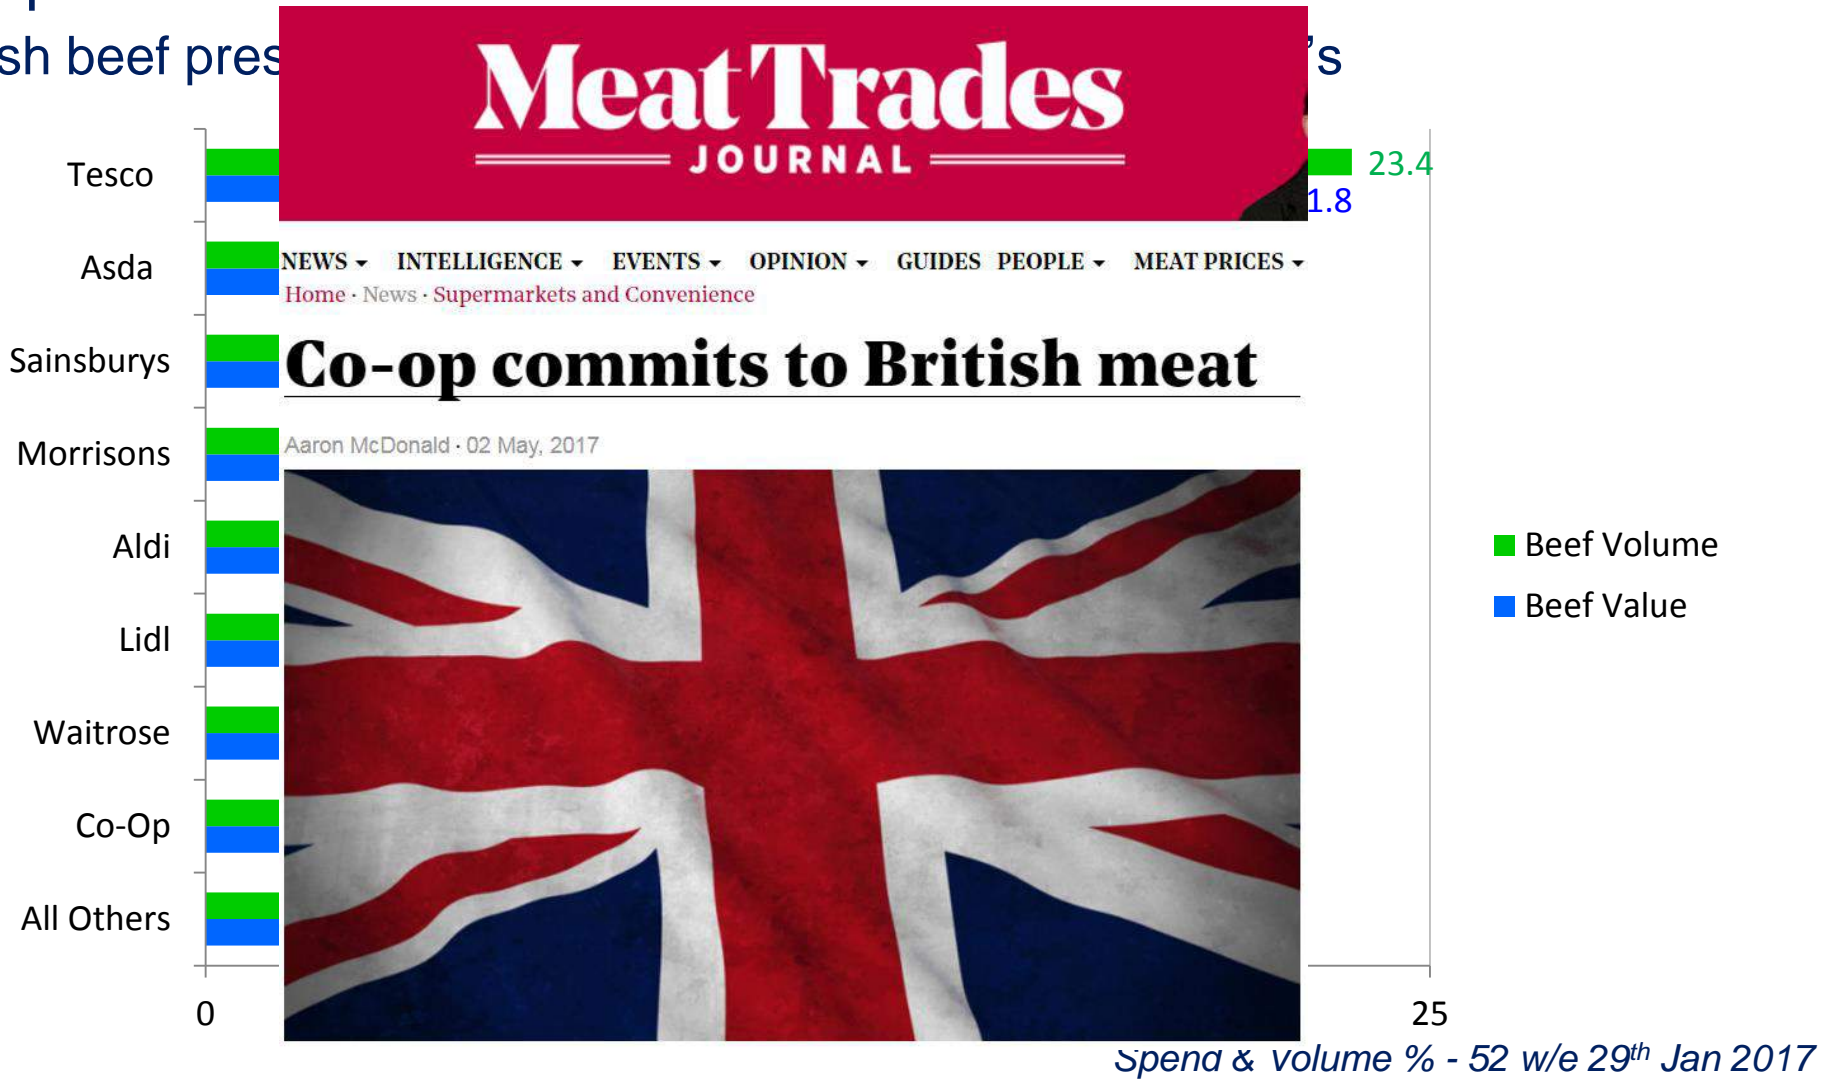 sh beef pres 's
Meat Trades
JOURNAL
Tesco
23.4
1.8
NEWS INTELLIGENCE EVENTS OPINION GUIDES PEOPLE MEAT PRICES
Home · News · Supermarkets and Convenience
Asda
Co-op commits to British meat
Sainsburys
Aaron McDonald · 02 May, 2017
Morrisons
Aldi
Beef Volume
Beef Value
Lidl
Waitrose
Co-Op
All Others
0 25
Spend & Volume % - 52 w/e 29th Jan 2017